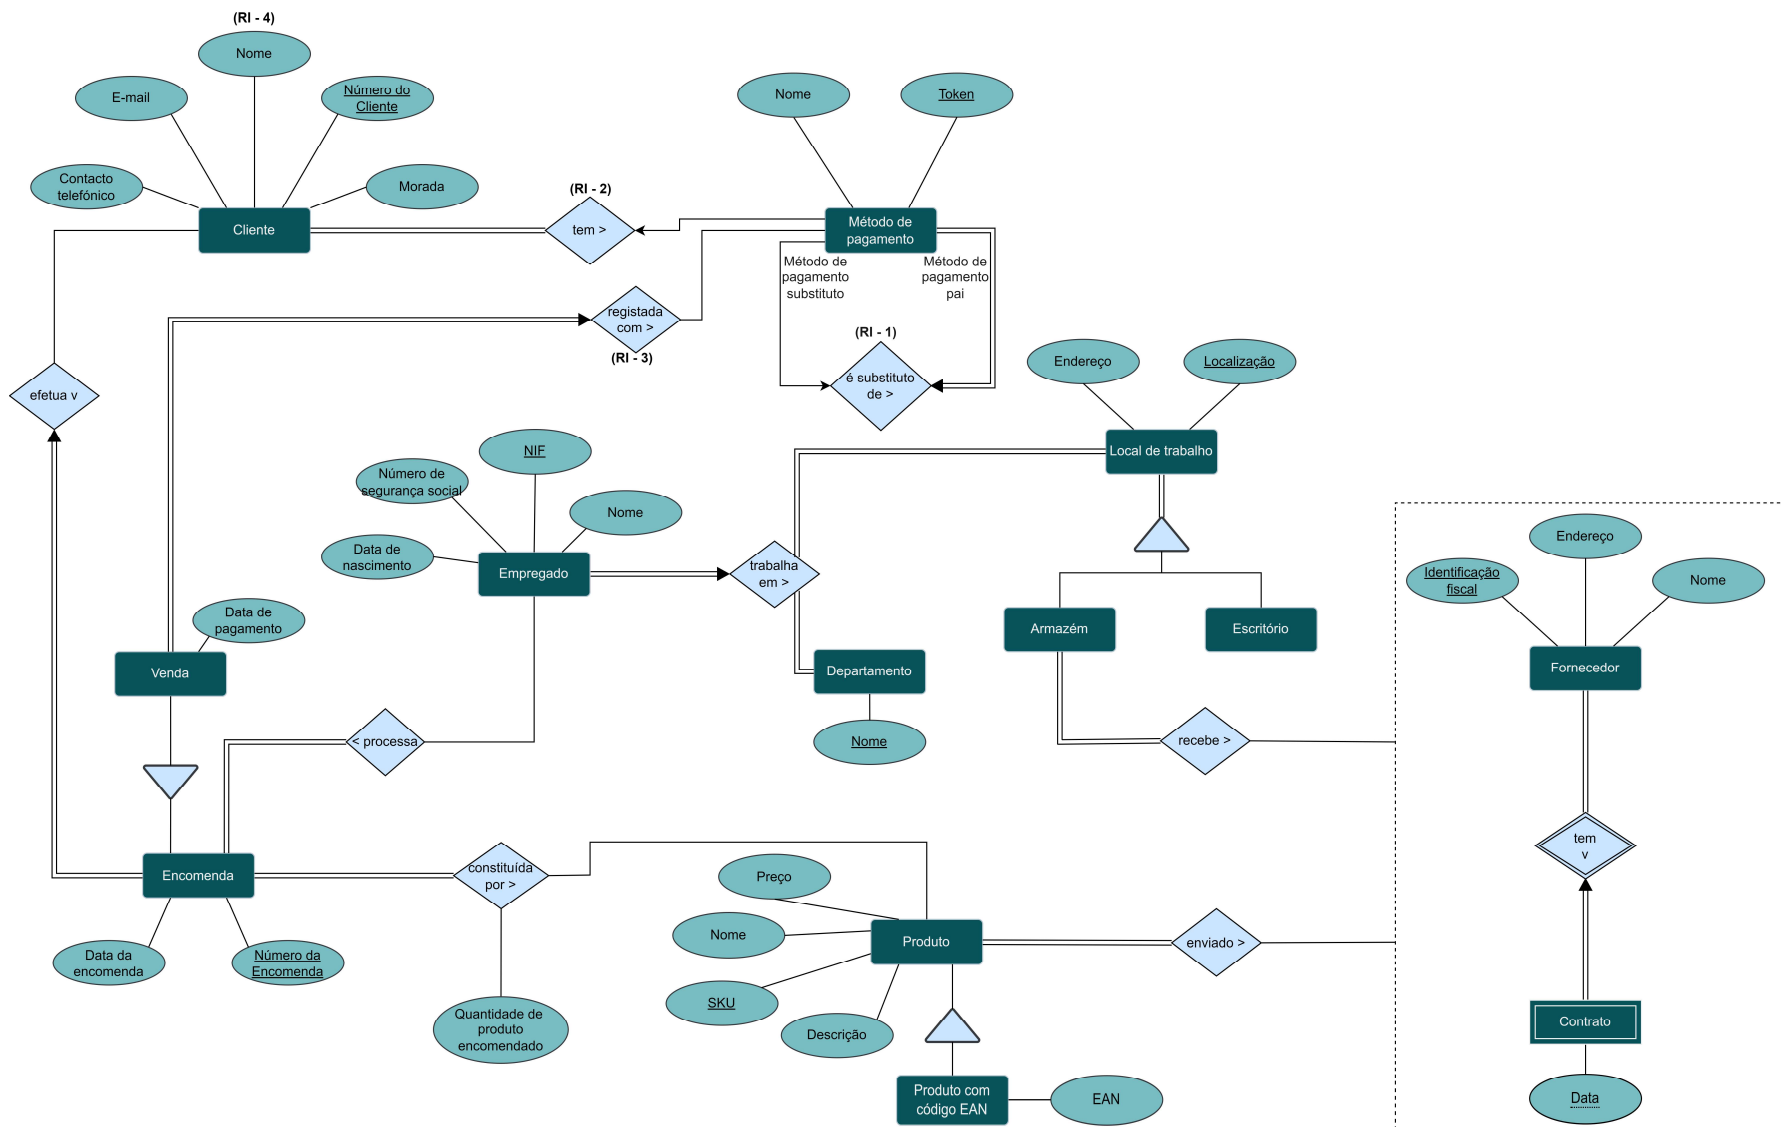 (RI - 4)
Nome
E-mail
Número do
Cliente
Contacto
telefónico
Morada
Cliente
Nome
Token
(RI - 2)
tem >
Método de
pagamento
Método de
pagamento
substituto
Método de
pagamento
pai
registada
com >
(RI - 3)
(RI - 1)
é substituto
de >
efetua v
Endereço
Localização
Local de trabalho
NIF
Número de
segurança social
Nome
Data de
nascimento
Empregado
trabalha
em >
Endereço
Identificação
fiscal
Nome
Fornecedor
Data de
pagamento
Venda
Armazém
Escritório
Departamento
Nome
< processa
recebe >
tem
v
Encomenda
constituída
por >
Data da
encomenda
Número da
Encomenda
Quantidade de
produto
encomendado
Preço
Nome
SKU
Descrição
Produto
enviado >
Contrato
Data
Produto com
código EAN
EAN